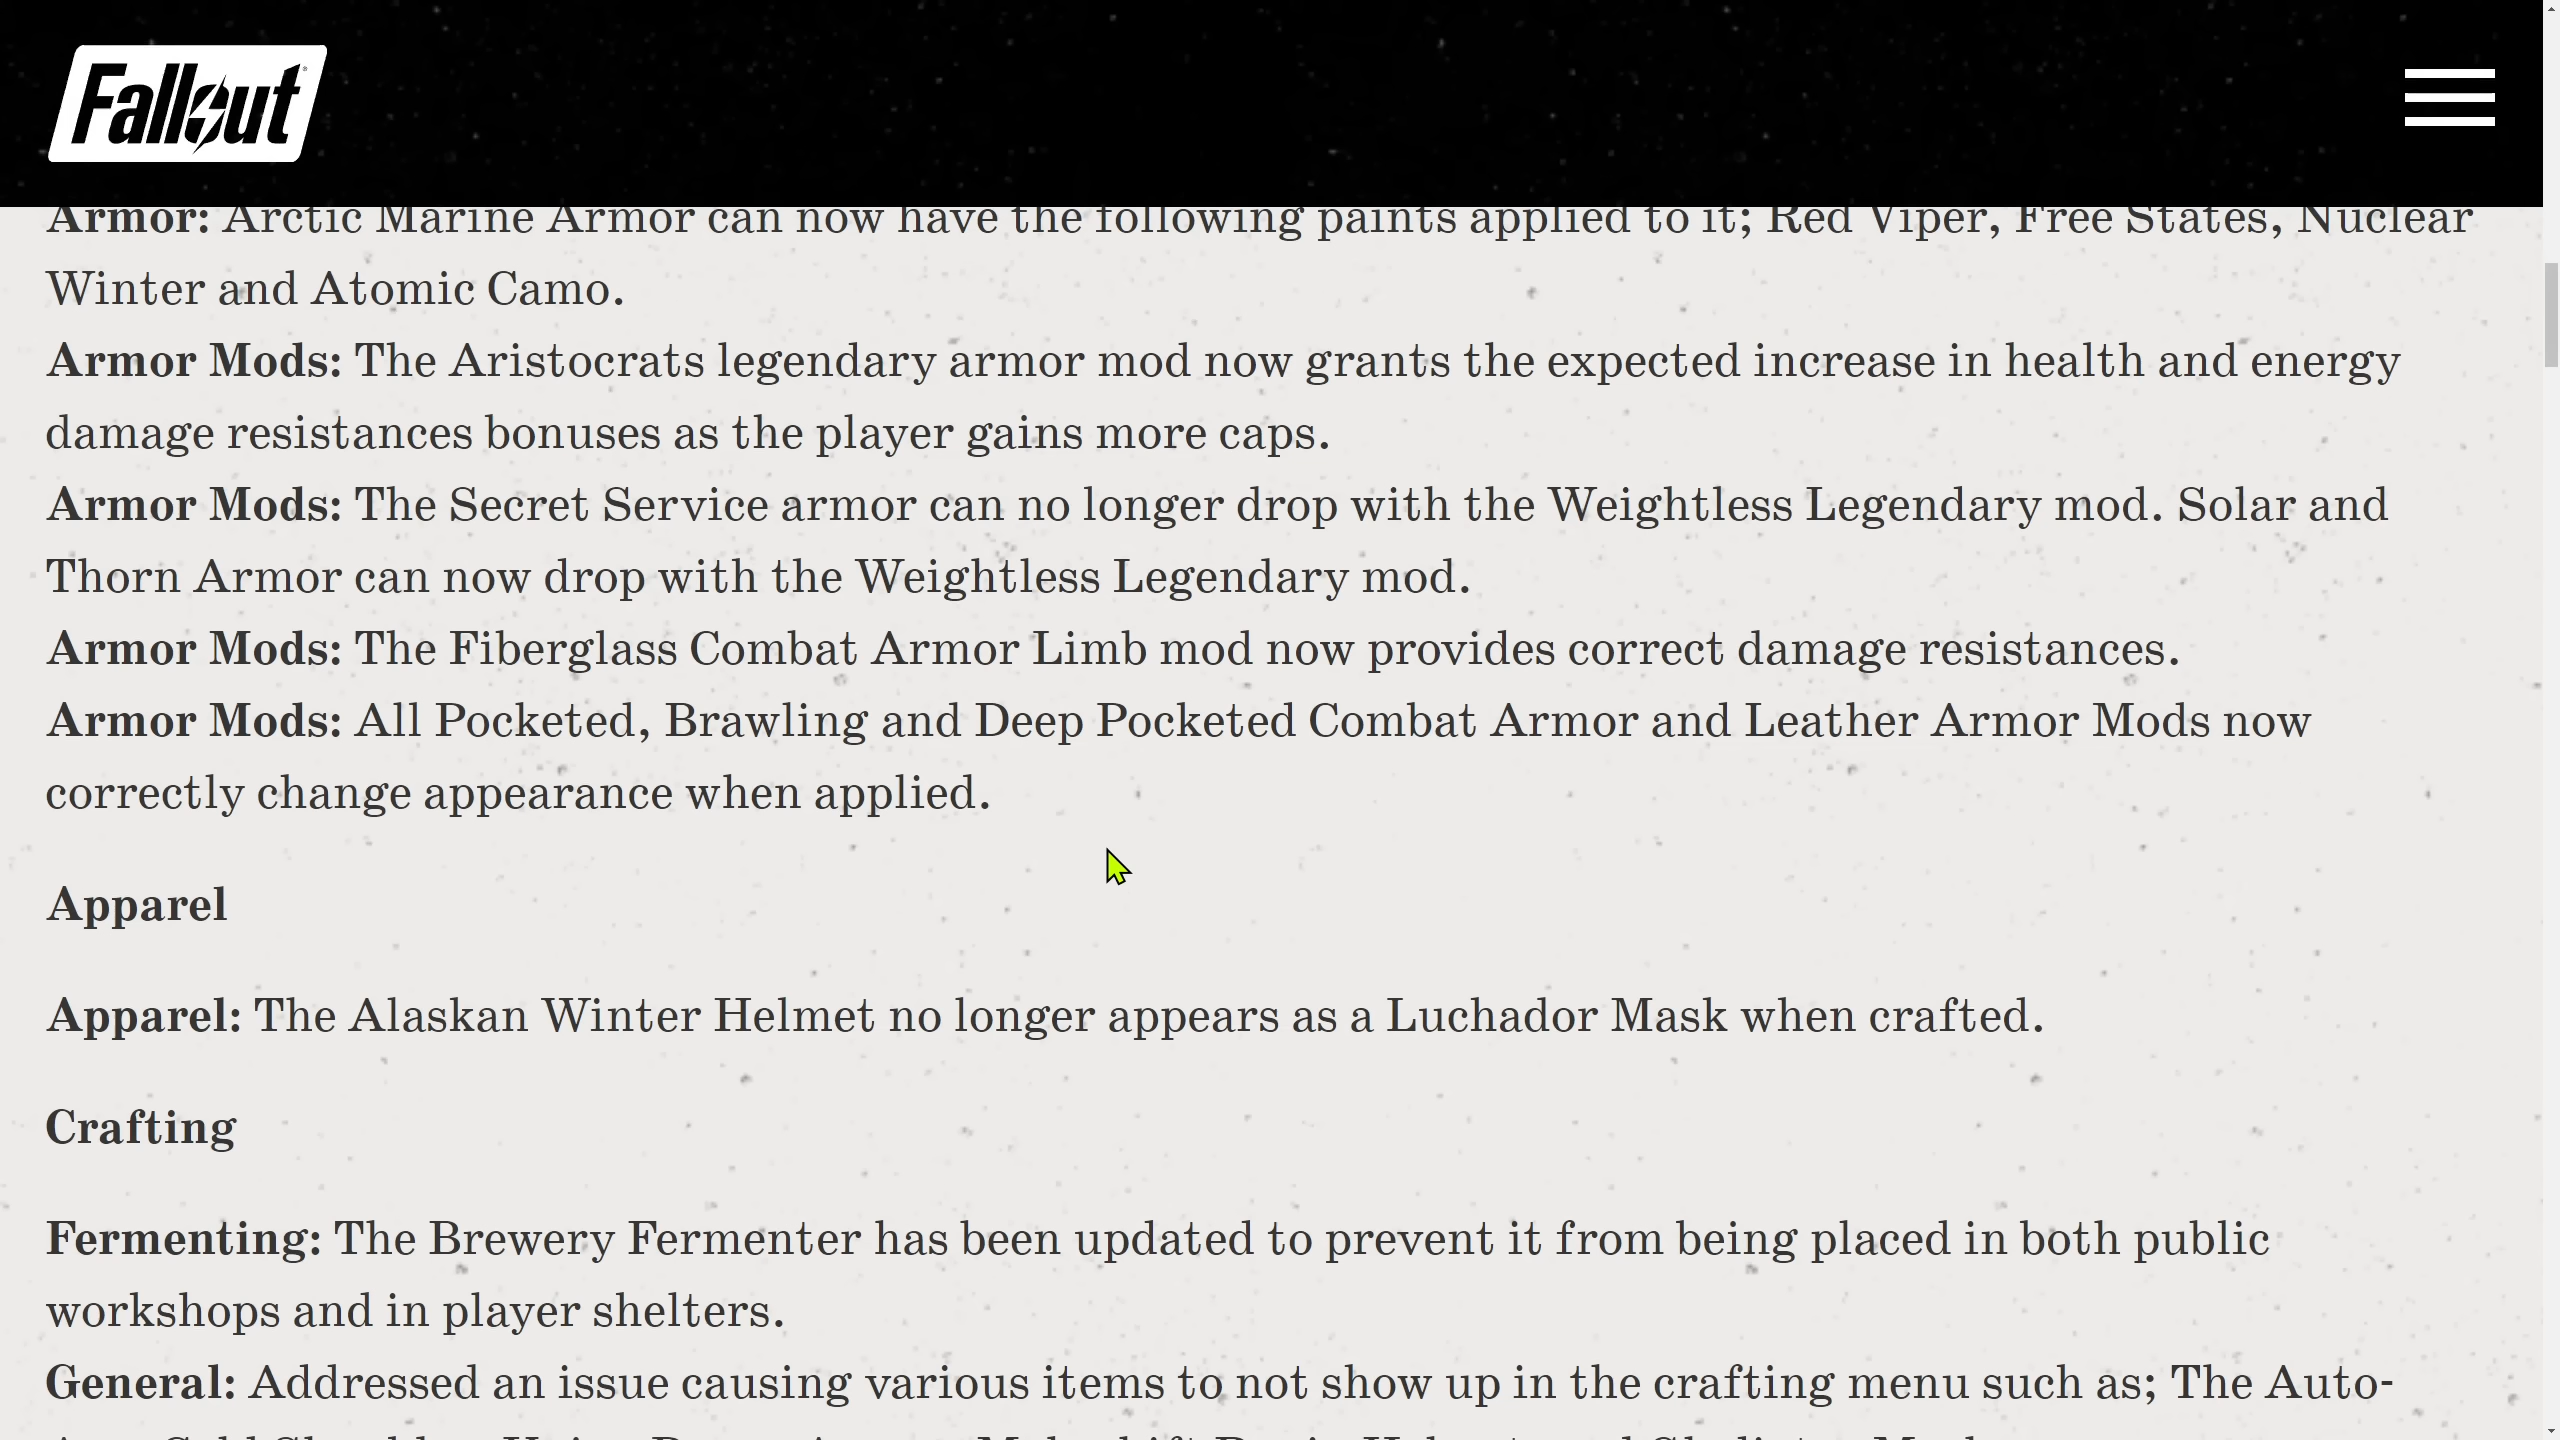 Fallout
Armor: Arctic Marine Armor can now have the following paints applied to it; Red Viper, Free States, Nuclear
Winter and Atomic Camo.
Armor Mods: The Aristocrats legendary armor mod now grants the expected increase in health and energy
damage resistances bonuses as the player gains more caps.
Armor Mods: The Secret Service armor can no longer drop with the Weightless Legendary mod. Solar and
Thorn Armor can now drop with the Weightless Legendary mod.
Armor Mods: The Fiberglass Combat Armor Limb mod now provides correct damage resistances.
Armor Mods: All Pocketed, Brawling and Deep Pocketed Combat Armor and Leather Armor Mods now
correctly change appearance when applied.
Apparel
Apparel: The Alaskan Winter Helmet no longer appears as a Luchador Mask when crafted.
Crafting
Fermenting: The Brewery Fermenter has been updated to prevent it from being placed in both public
workshops and in player shelters.
General: Addressed an issue causing various items to not show up in the crafting menu such as; The Auto-